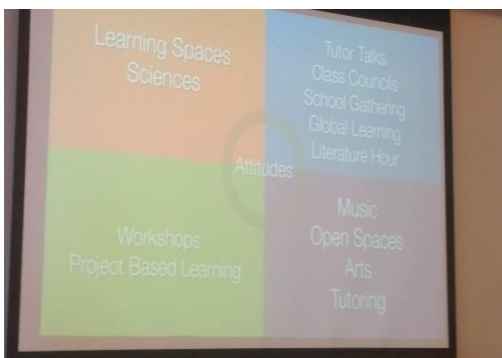 Learning Spaces
Sciences
Tutor Talks
Class Councils
School Gathering
Global Learning
Literature Hour
Attitudes
Workshops
Project Based Learning
Music
Open Spaces
Arts
Tutoring